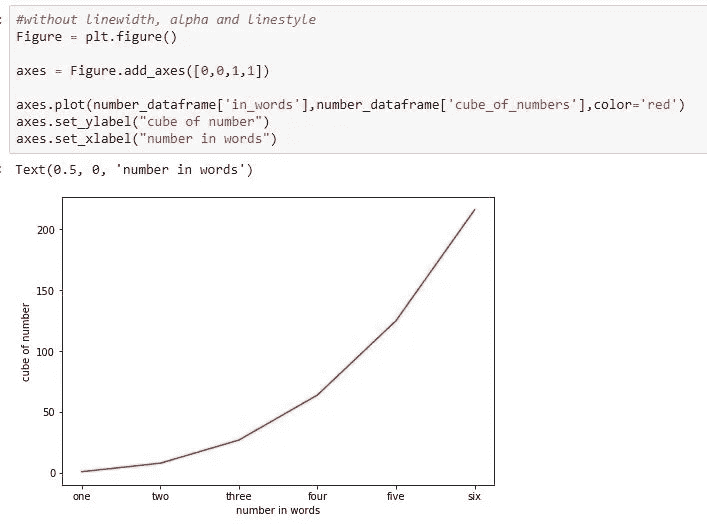 #without linewidth, alpha and linestyle
Figure = plt.figure()
axes = Figure.add_axes([0,0,1,1])
axes.plot(number_dataframe['in_words'],number_dataframe['cube_of_numbers'],color='red')
axes.set_ylabel("cube of number")
axes.set_xlabel("number in words")
Text(0.5, 0, 'number in words')
200
150
100
50
0
cube of number
one two three four five six
number in words